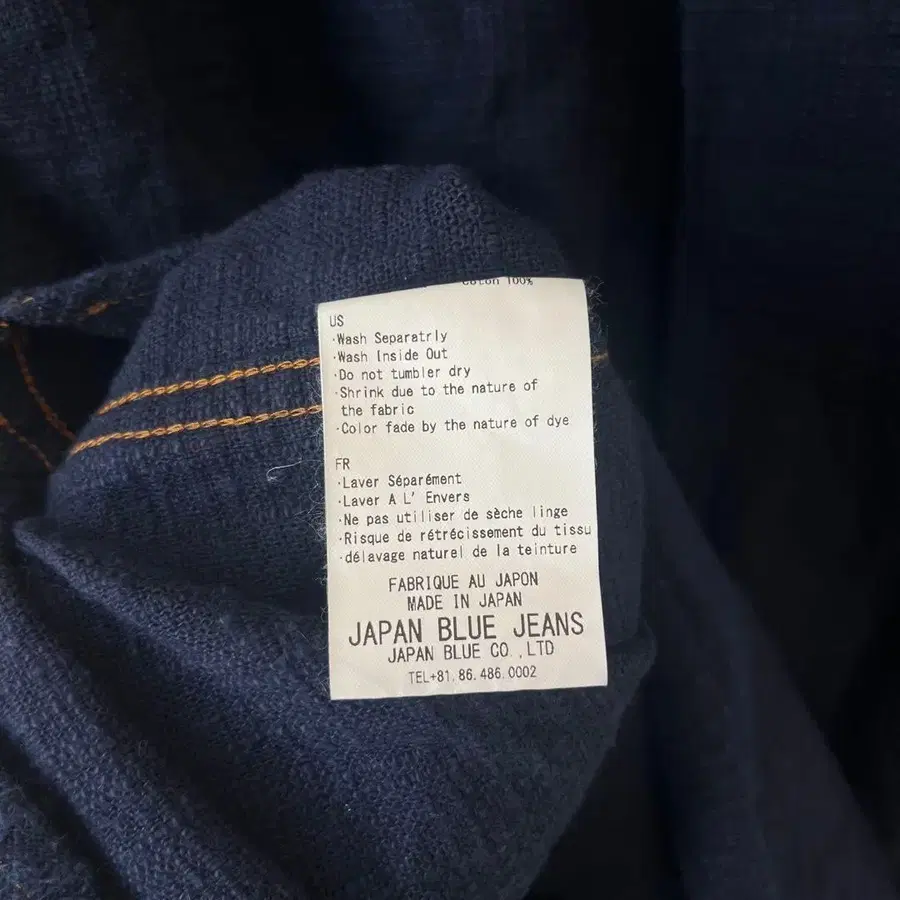 Coton 100%
US
·Wash Separatrly
·Wash Inside Out
·Do not tumbler dry
·Shrink due to the nature of
the fabric
·Color fade by the nature of dye
FR
·Laver Séparément
·Laver A L' Envers
·Ne pas utiliser de sèche linge
·Risque de rétrécissement du tissu
·délavage naturel de la teinture
FABRIQUE AU JAPON
MADE IN JAPAN
JAPAN BLUE JEANS
JAPAN BLUE CO.,LTD
TEL+81.86.486.0002